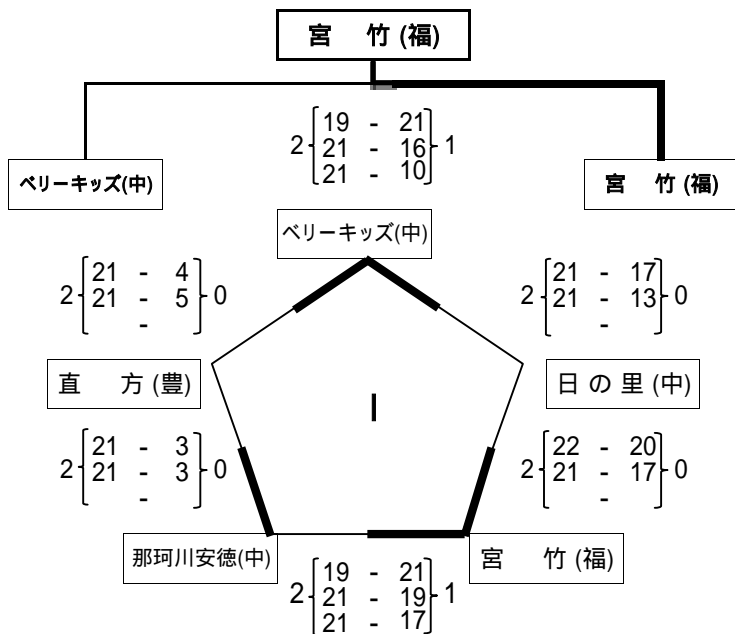 宮 竹 (福)
2 19 - 21 1
21 - 16
21 - 10
ベリーキッズ(中)
宮 竹 (福)
ベリーキッズ(中)
2 21 - 4 0
21 - 5
-
2 21 - 17 0
21 - 13
-
直 方 (豊)
日 の 里 (中)
2 21 - 3 0
21 - 3
-
2 22 - 20 0
21 - 17
-
那珂川安徳(中)
宮 竹 (福)
2 19 - 21 1
21 - 19
21 - 17